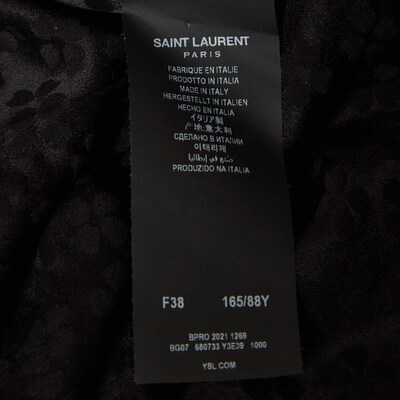 SAINT LAURENT
PARIS
FABRIQUE EN ITALIE
PRODOTTO IN ITALIA
MADE IN ITALY
HERGESTELLT IN ITALIEN
HECHO EN ITALIA
イタリア製
产地:意大利
СДЕЛАНО В ИТАЛИИ
이태리제
صنع في إيطاليا
PRODUZIDO NA ITALIA
F38 165/88Y
BPRO 2021 1269
BG07 680733 Y3E39 1000
YSL.COM